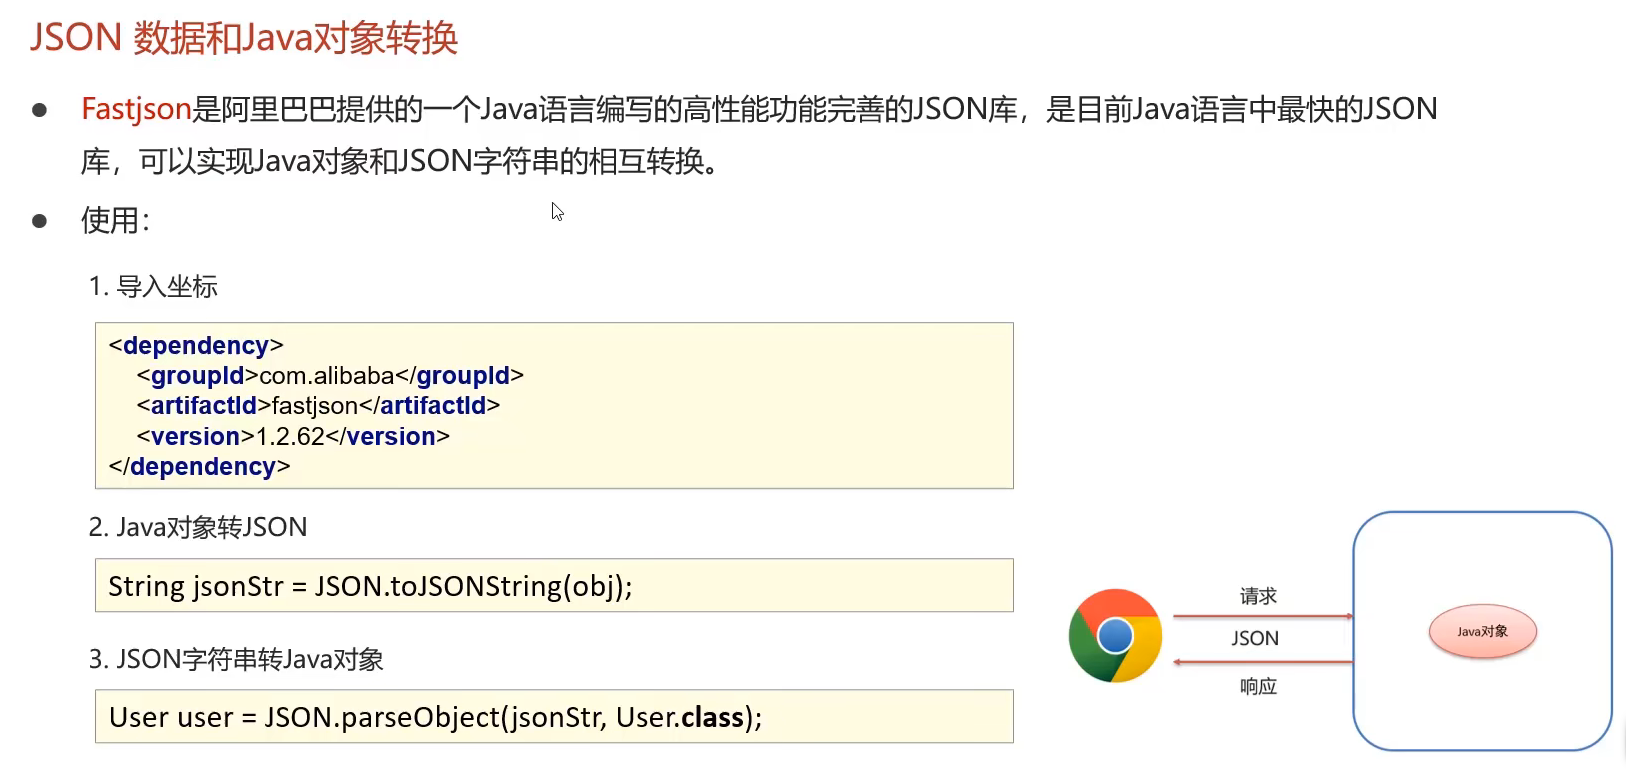 JSON 数据和Java对象转换
● Fastjson是阿里巴巴提供的一个Java语言编写的高性能功能完善的JSON库，是目前Java语言中最快的JSON
库，可以实现Java对象和JSON字符串的相互转换。
● 使用：
1. 导入坐标
<dependency>
    <groupId>com.alibaba</groupId>
    <artifactId>fastjson</artifactId>
    <version>1.2.62</version>
</dependency>
2. Java对象转JSON
String jsonStr = JSON.toJSONString(obj);
3. JSON字符串转Java对象
User user = JSON.parseObject(jsonStr, User.class);
请求
JSON
响应
Java对象